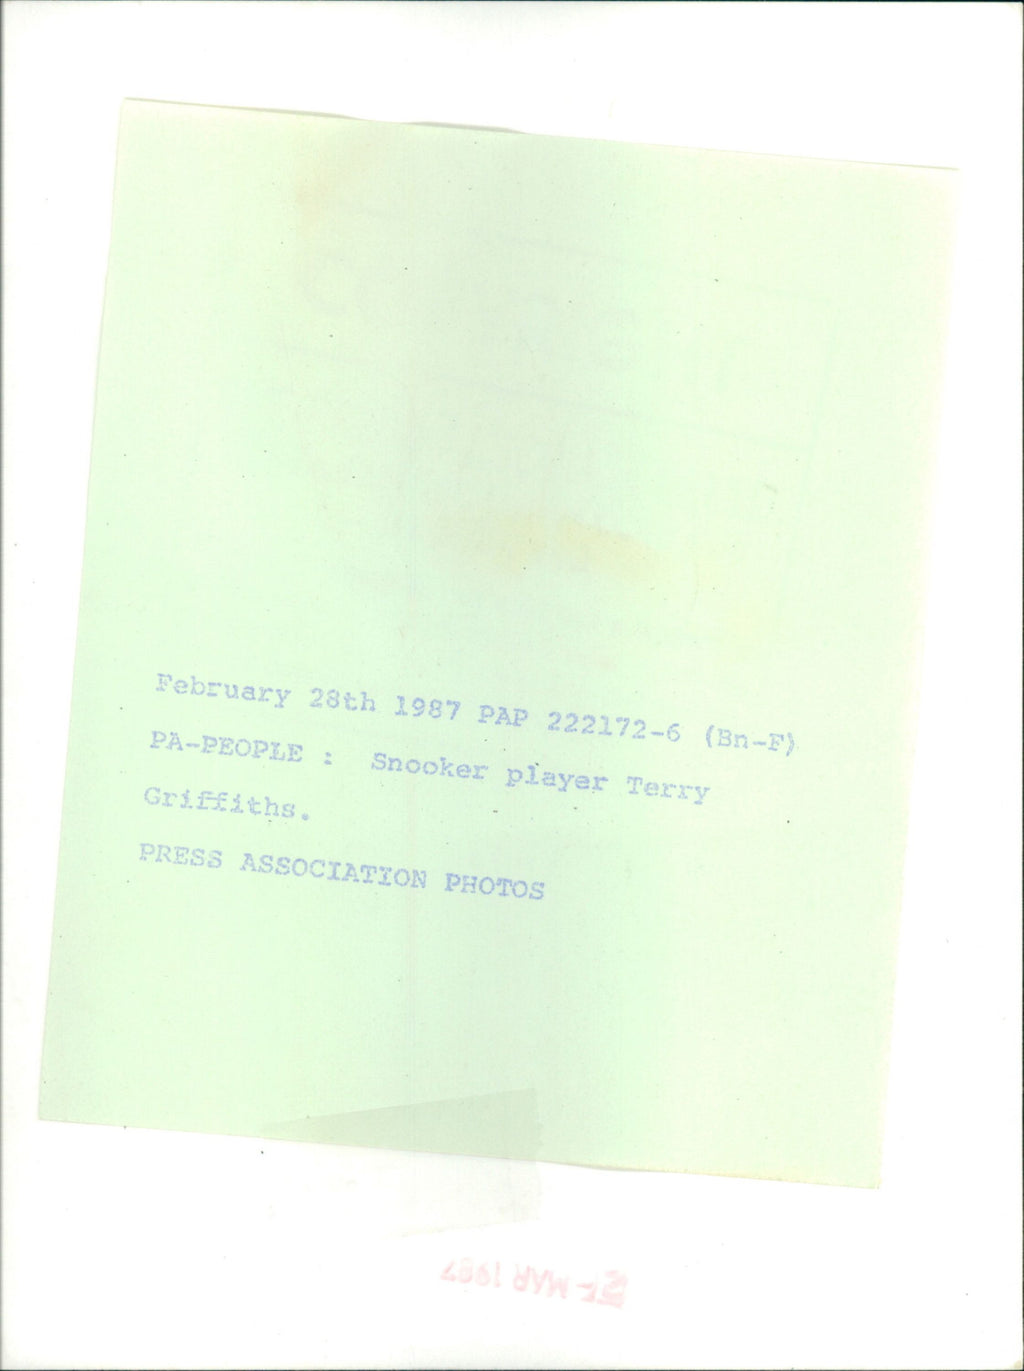 February 28th 1987 PAP 222172-6 (Bn-F)
PA-PEOPLE : Snooker player Terry
Griffiths.
PRESS ASSOCIATION PHOTOS
MAR 1987